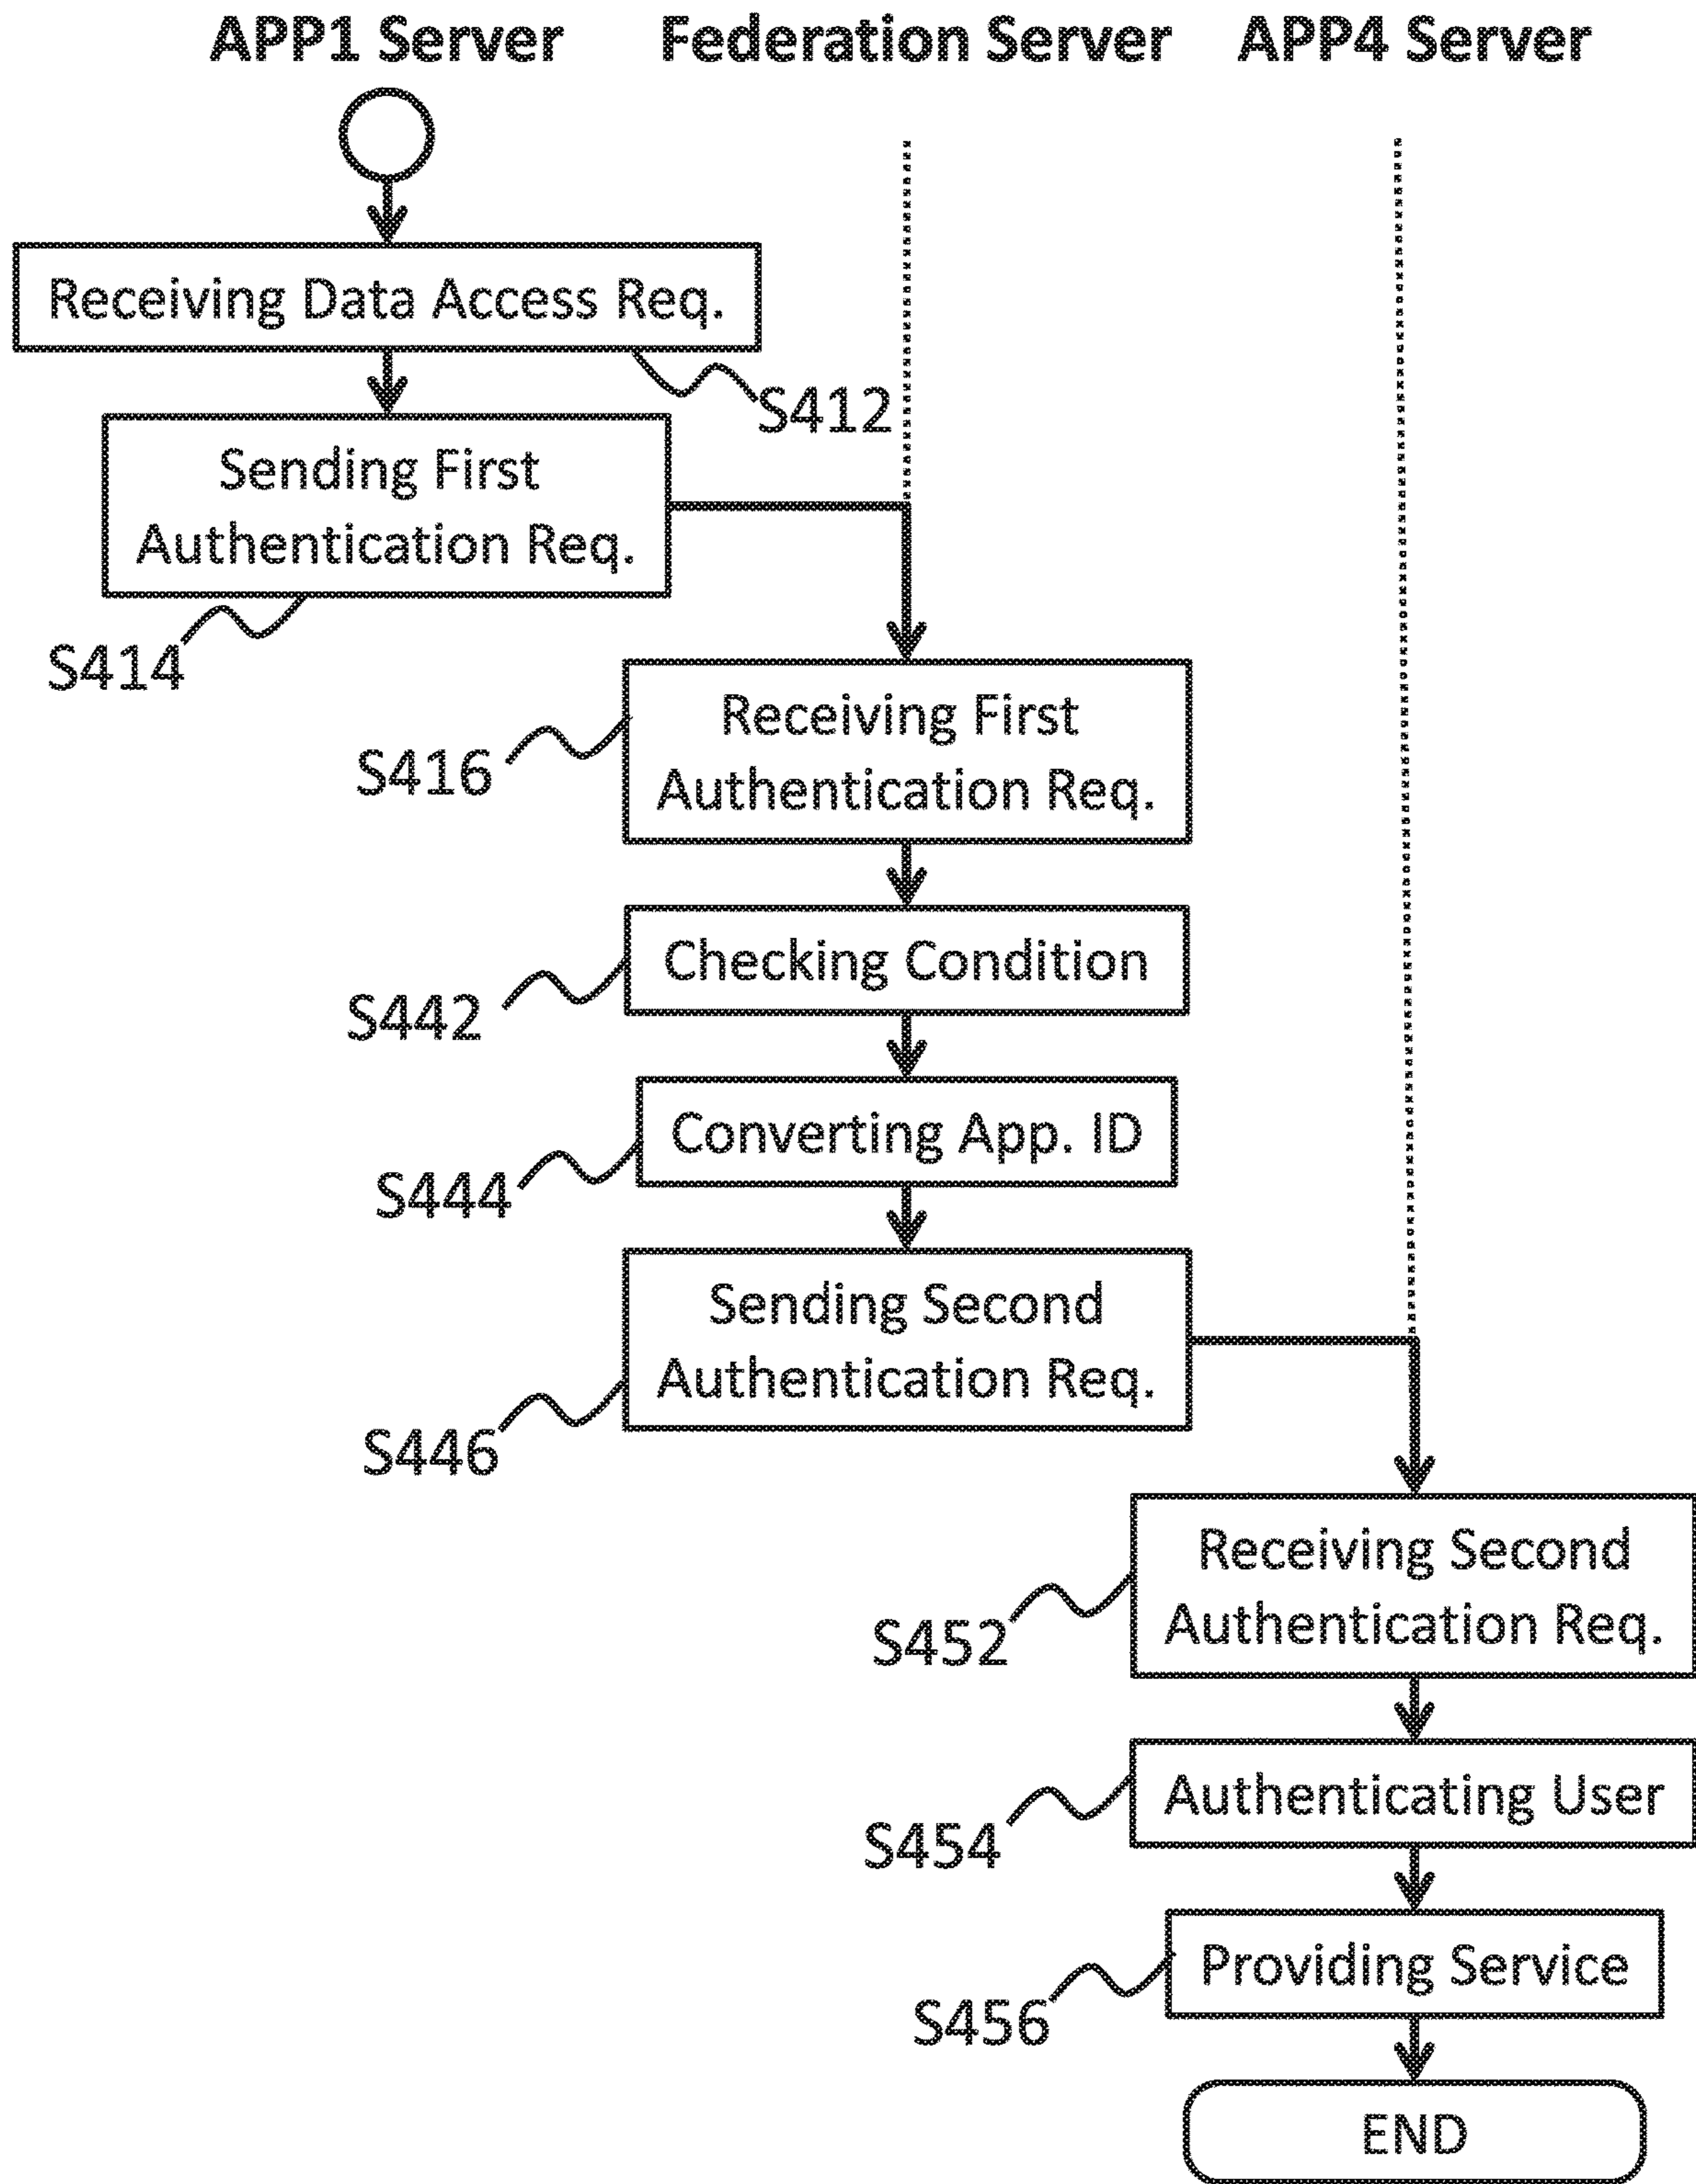 APP1 Server Federation Server APP4 Server
Receiving Data Access Req.
S412
Sending First
Authentication Req.
S414
Receiving First
Authentication Req.
S416
Checking Condition
S442
Converting App. ID
S444
Sending Second
Authentication Req.
S446
Receiving Second
Authentication Req.
S452
Authenticating User
S454
Providing Service
S456
END